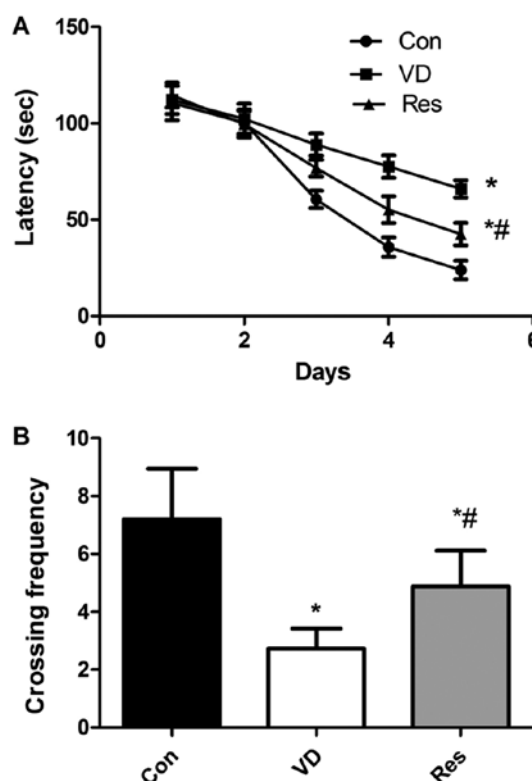 A
Latency (sec)
150
100
50
0
Con
VD
Res
*
*#
0 2 4 6
Days
B
Crossing frequency
10
8
6
4
2
0
*
*#
Con VD Res